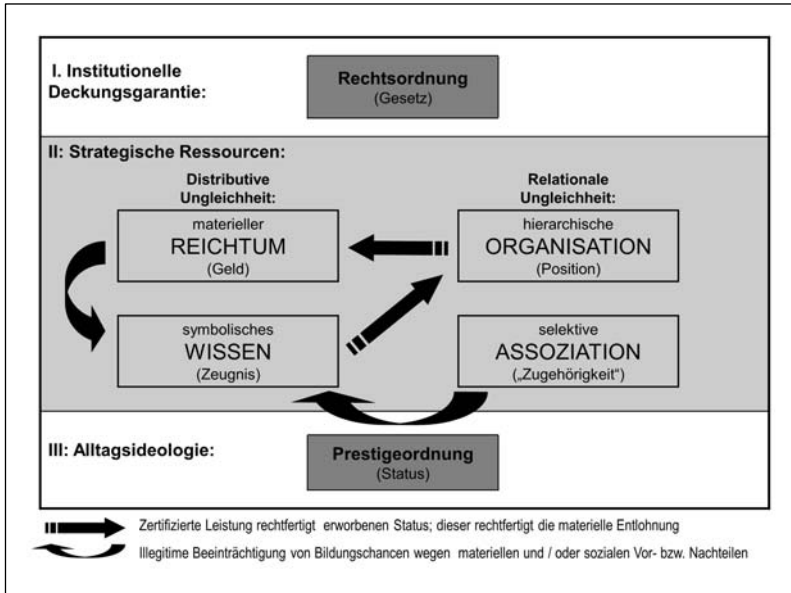 I. Institutionelle
Deckungsgarantie:
Rechtsordnung
(Gesetz)
II: Strategische Ressourcen:
Distributive
Ungleichheit:
Relationale
Ungleichheit:
materieller
REICHTUM
(Geld)
hierarchische
ORGANISATION
(Position)
symbolisches
WISSEN
(Zeugnis)
selektive
ASSOZIATION
(„Zugehörigkeit“)
III: Alltagsideologie:
Prestigeordnung
(Status)
Zertifizierte Leistung rechtfertigt erworbenen Status; dieser rechtfertigt die materielle Entlohnung
Illegitime Beeinträchtigung von Bildungschancen wegen materiellen und / oder sozialen Vor- bzw. Nachteilen